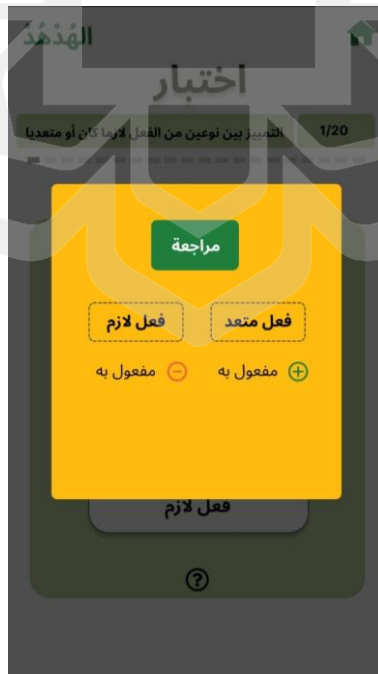 الهُدْهُدُ
اختبار
1/20 التمييز بين نوعين من الفعل لازما كان أو متعديا
مراجعة
فعل متعد فعل لازم
مفعول به مفعول به
فعل لازم